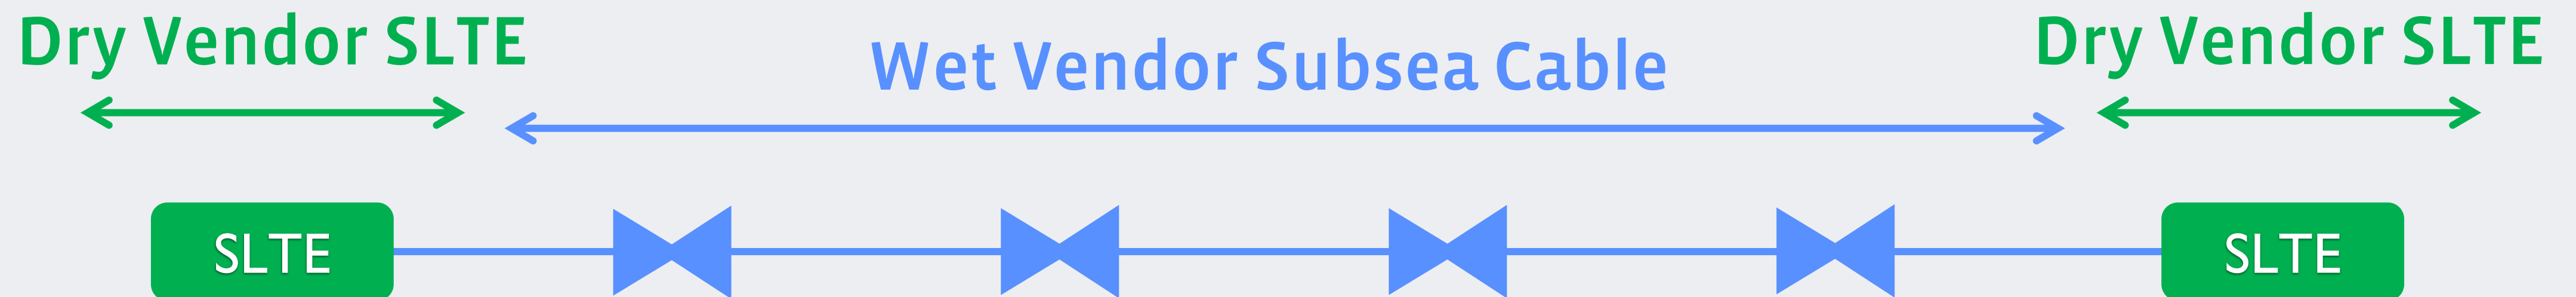 Dry Vendor SLTE
Wet Vendor Subsea Cable
Dry Vendor SLTE
SLTE
SLTE